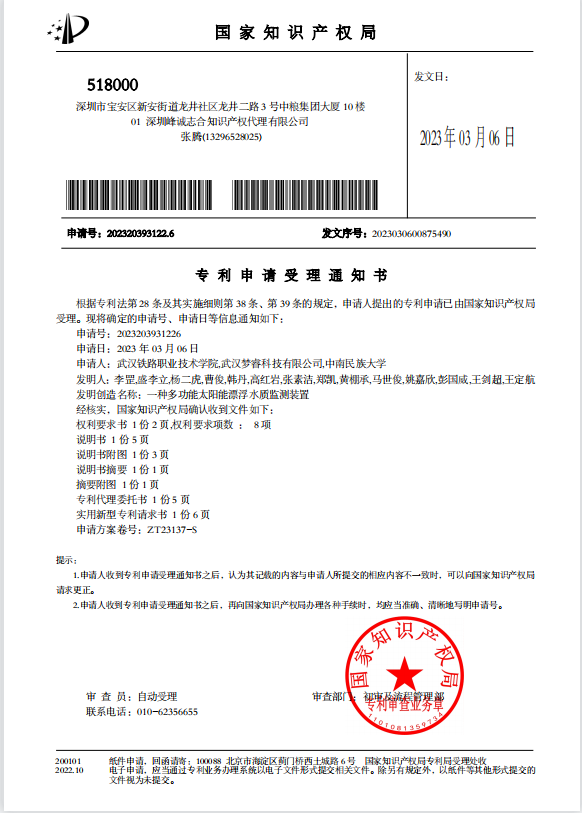 国家知识产权局
518000
发文日：
深圳市宝安区新安街道龙井社区龙井二路3号中粮集团大厦10楼
01 深圳峰诚志合知识产权代理有限公司
张腾(13296528025)
2023年03月06日
申请号：202320393122.6
发文序号：2023030600875490
专利申请受理通知书
根据专利法第28条及其实施细则第38条、第39条的规定，申请人提出的专利申请已由国家知识产权局
受理。现将确定的申请号、申请日等信息通知如下：
申请号：2023203931226
申请日：2023年03月06日
申请人：武汉铁路职业技术学院,武汉梦睿科技有限公司,中南民族大学
发明人：李罡,盛李立,杨二虎,曹俊,韩丹,高红岩,张素洁,郑凯,黄棚承,马世俊,姚嘉欣,彭国威,王剑超,王定航
发明创造名称：一种多功能太阳能漂浮水质监测装置
经核实，国家知识产权局确认收到文件如下：
权利要求书 1份2页,权利要求项数 ： 8项
说明书 1份5页
说明书附图 1份3页
说明书摘要 1份1页
摘要附图 1份1页
专利代理委托书 1份5页
实用新型专利请求书 1份6页
申请方案卷号：ZT23137-S
提示：
1.申请人收到专利申请受理通知书之后，认为其记载的内容与申请人所提交的相应内容不一致时，可以向国家知识产权局
请求更正。
2.申请人收到专利申请受理通知书之后，再向国家知识产权局办理各种手续时，均应当准确、清晰地写明申请号。
国家知识产权局
专利审查业务章
1101081359734
审 查 员：自动受理
审查部门：初审及流程管理部
联系电话：010-62356655
200101
纸件申请，回函请寄：100088 北京市海淀区蓟门桥西土城路6号 国家知识产权局专利局受理处收
2022.10
电子申请，应当通过专利业务办理系统以电子文件形式提交相关文件。除另有规定外，以纸件等其他形式提交的
文件视为未提交。